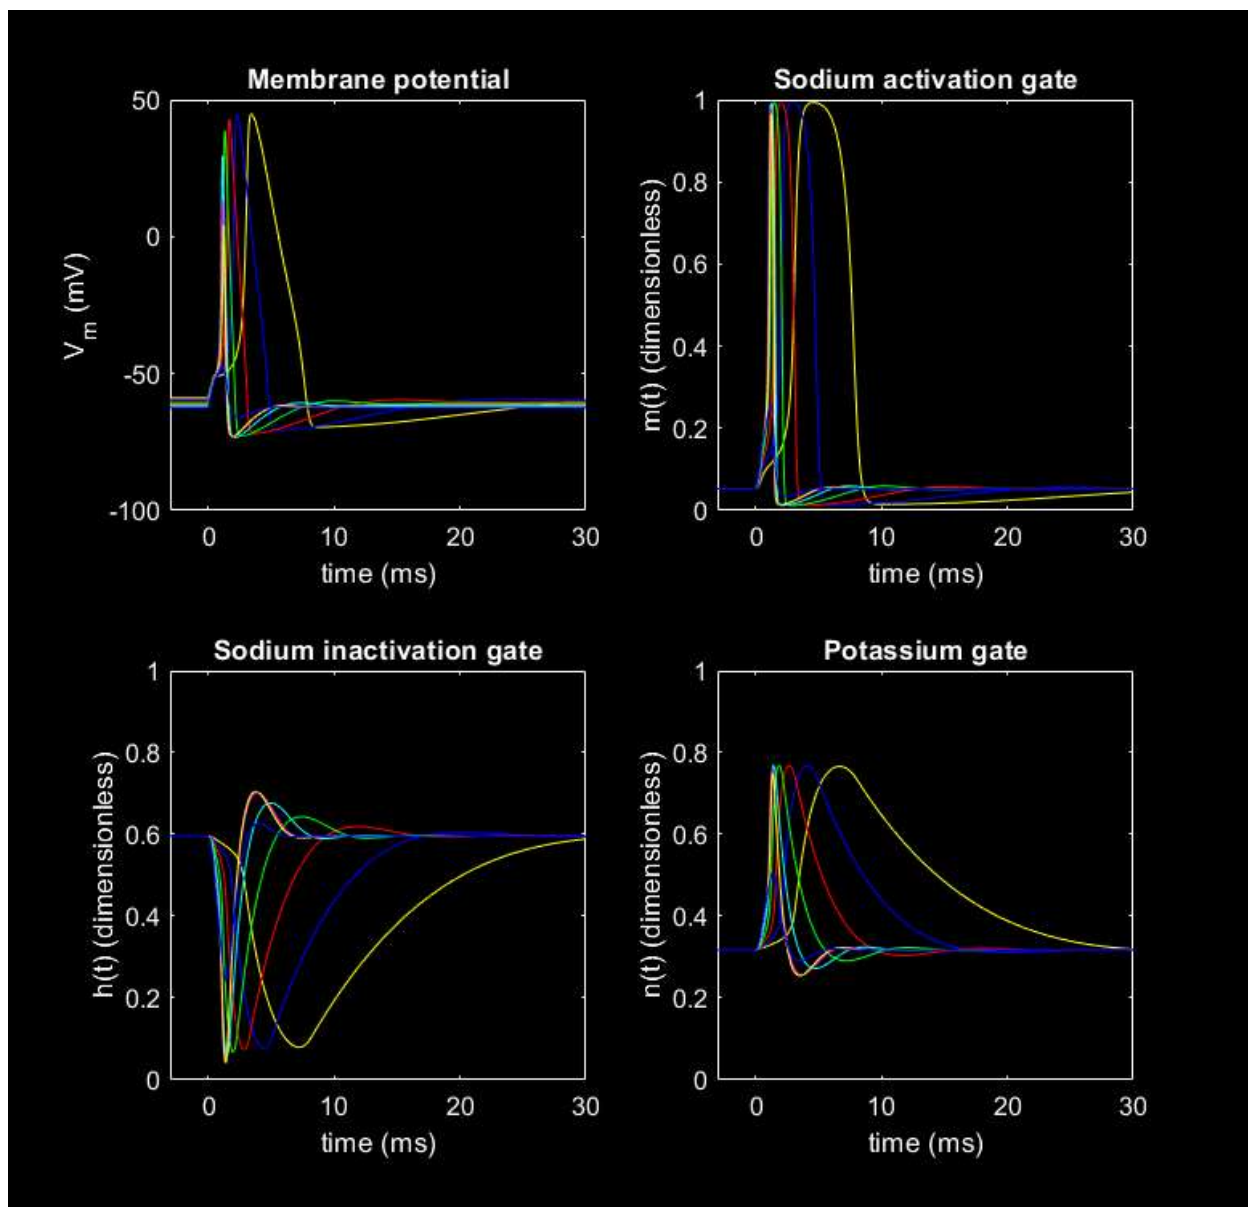 Membrane potential
50
0
-50
-100
V_m (mV)
0 10 20 30
time (ms)
Sodium activation gate
1
0.8
0.6
0.4
0.2
0
m(t) (dimensionless)
0 10 20 30
time (ms)
Sodium inactivation gate
1
0.8
0.6
0.4
0.2
0
h(t) (dimensionless)
0 10 20 30
time (ms)
Potassium gate
1
0.8
0.6
0.4
0.2
0
n(t) (dimensionless)
0 10 20 30
time (ms)